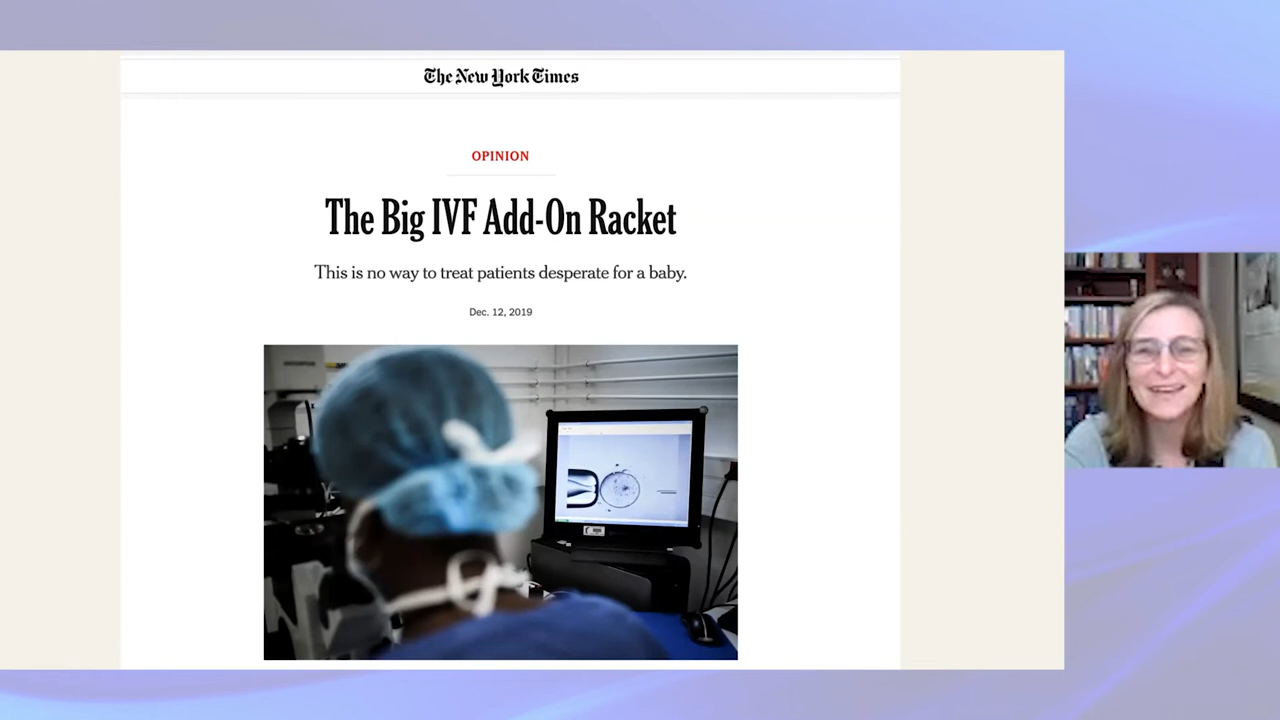 The New York Times
OPINION
The Big IVF Add-On Racket
This is no way to treat patients desperate for a baby.
Dec. 12, 2019